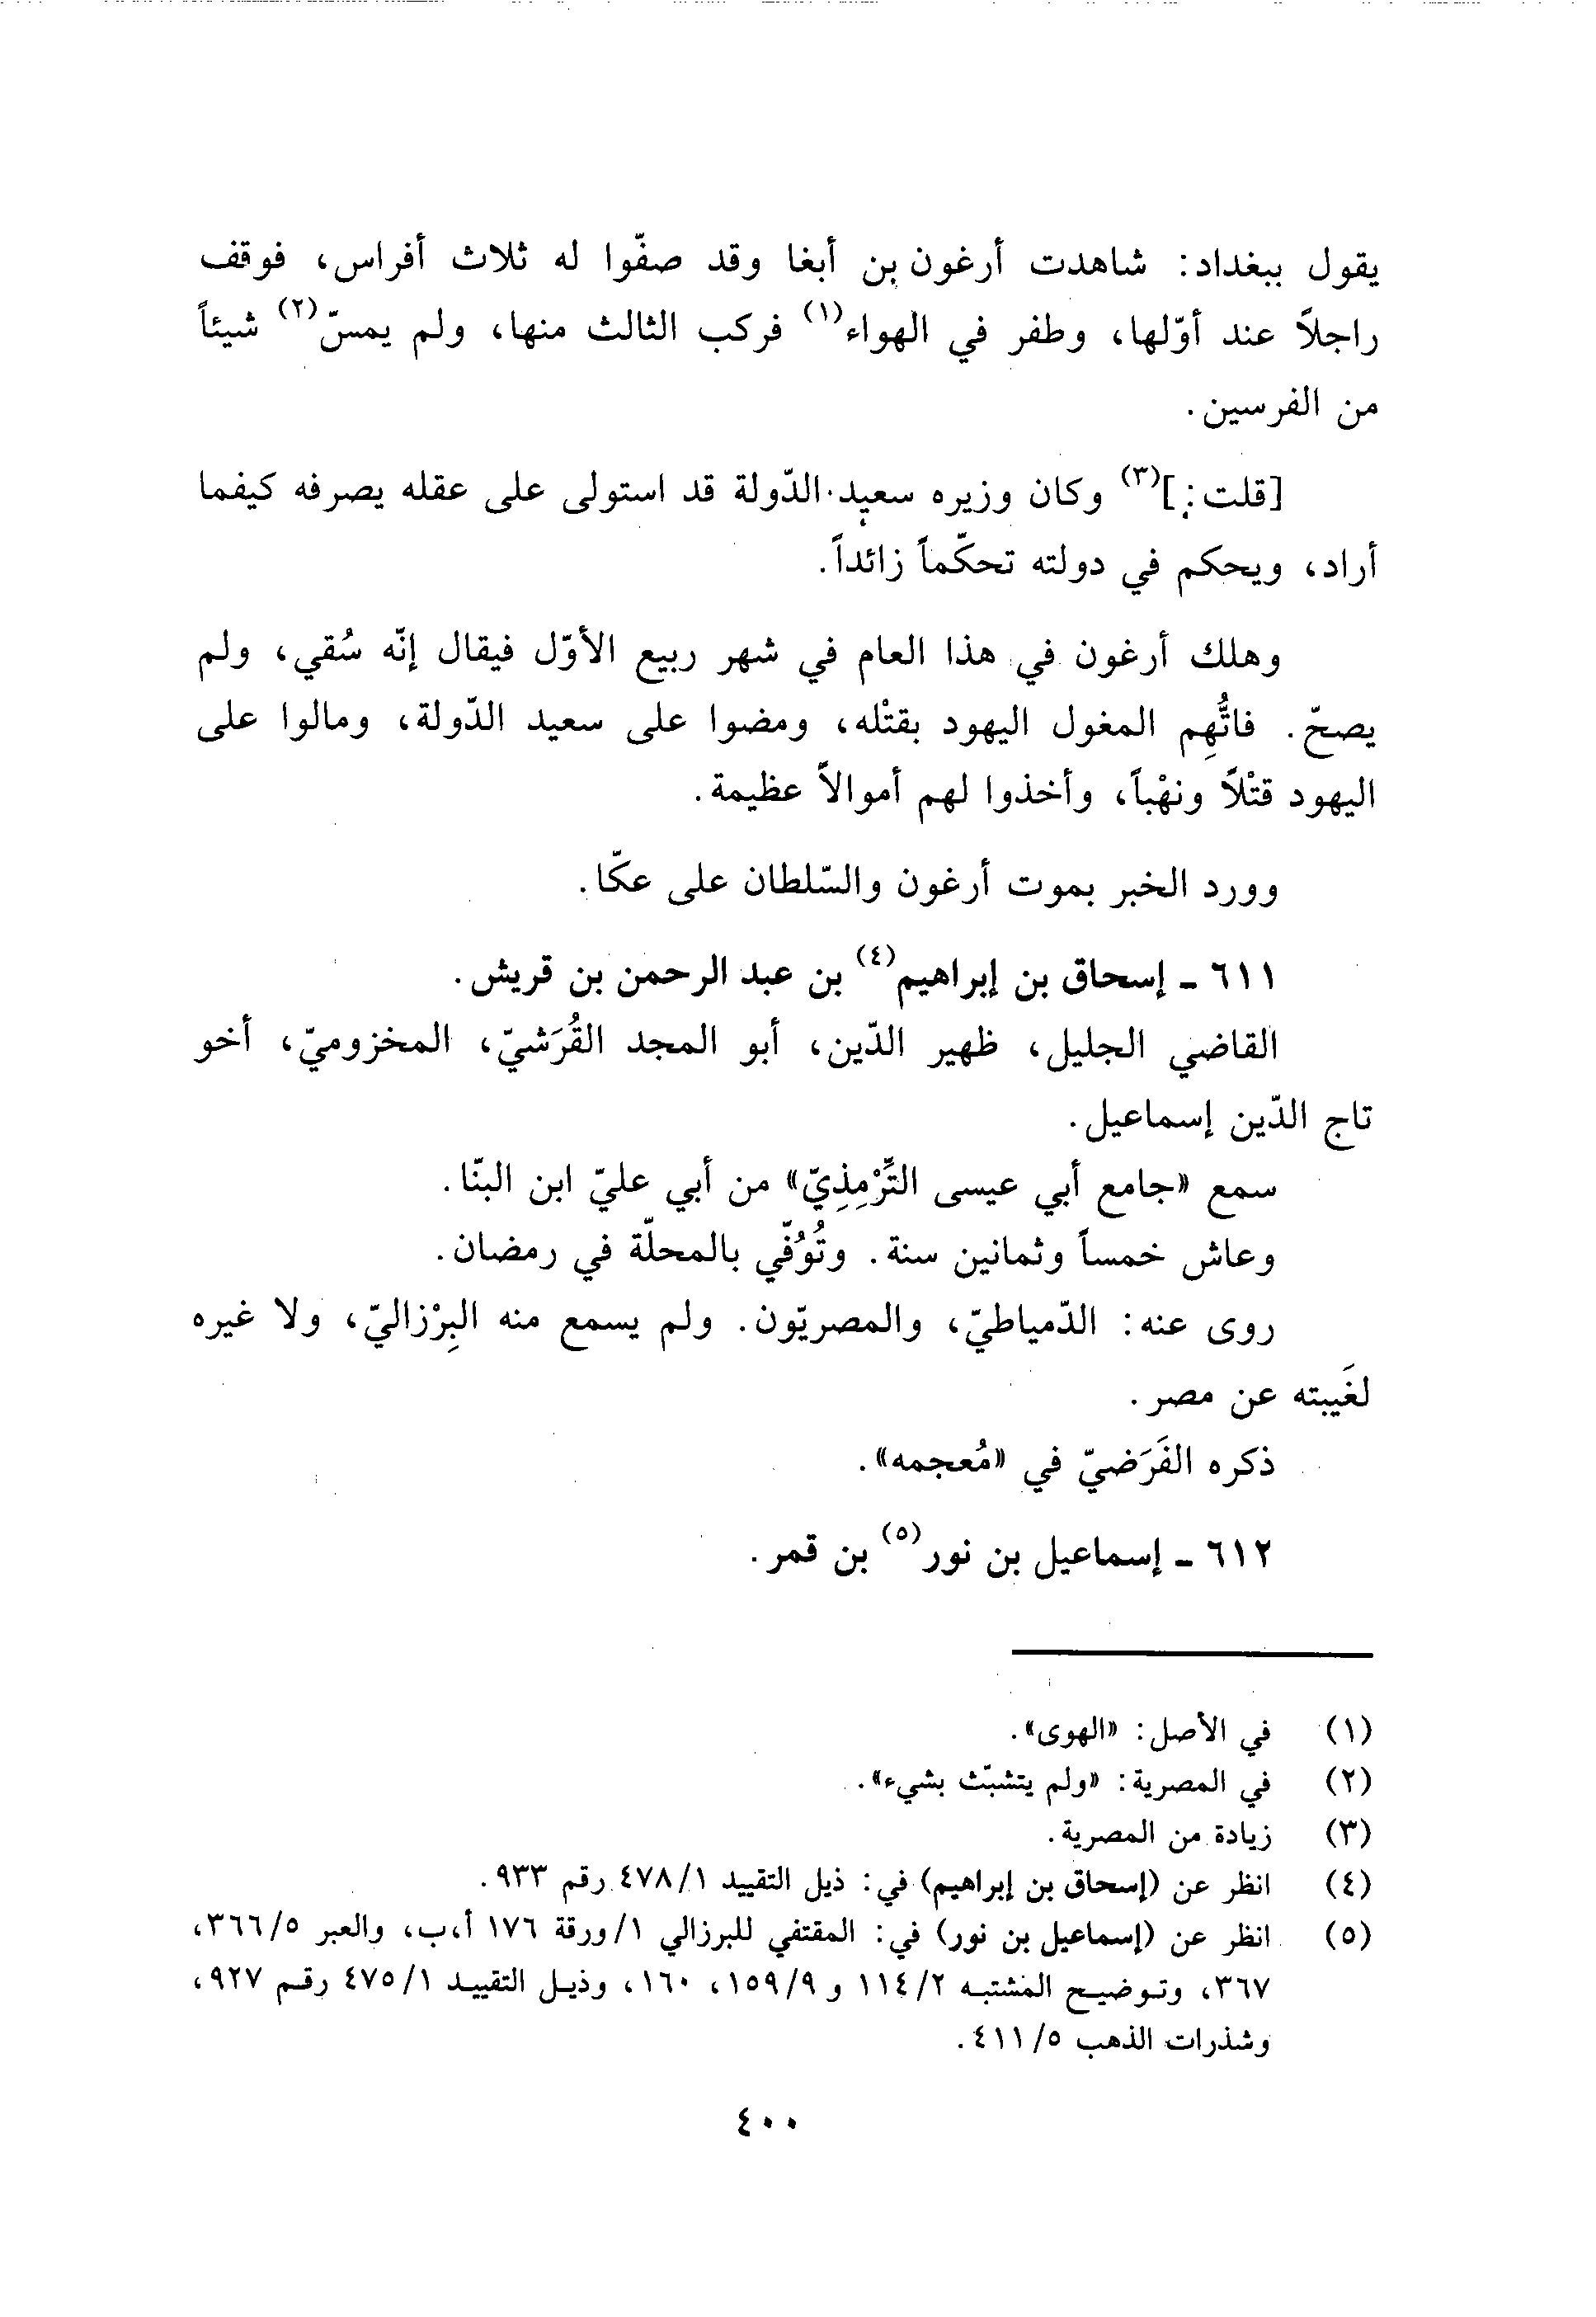 يقول ببغداد: شاهدت أرغون بن أبغا وقد صفّوا له ثلاث أفراس، فوقف
راجلاً عند أوّلها، وطفر في الهواء(١) فركب الثالث منها، ولم يمسّ(٢) شيئاً
من الفرسين.
[قلت:](٣) وكان وزيره سعيد الدّولة قد استولى على عقله يصرفه كيفما
أراد، ويحكم في دولته تحكّماً زائداً.
وهلك أرغون في هذا العام في شهر ربيع الأوّل فيقال إنّه سُقي، ولم
يصحّ. فاتُّهِم المغول اليهود بقتْله، ومضوا على سعيد الدّولة، ومالوا على
اليهود قتْلاً ونهْباً، وأخذوا لهم أموالاً عظيمة.
وورد الخبر بموت أرغون والسّلطان على عكّا.
٦١١ ـ إسحاق بن إبراهيم(٤) بن عبد الرحمن بن قريش.
القاضي الجليل، ظهير الدّين، أبو المجد القُرَشيّ، المخزوميّ، أخو
تاج الدّين إسماعيل.
سمع «جامع أبي عيسى التِّرْمِذِيّ» من أبي عليّ ابن البنّا.
وعاش خمساً وثمانين سنة. وتُوُفّي بالمحلّة في رمضان.
روى عنه: الدّمياطيّ، والمصريّون. ولم يسمع منه البِرْزاليّ، ولا غيره
لغَيبته عن مصر.
ذكره الفَرَضيّ في «مُعجمه».
٦١٢ ـ إسماعيل بن نور(٥) بن قمر.
(١) في الأصل: «الهوى».
(٢) في المصرية: «ولم يتشبّث بشيء».
(٣) زيادة من المصرية.
(٤) انظر عن (إسحاق بن إبراهيم) في: ذيل التقييد ٤٧٨/١ رقم ٩٣٣.
(٥) انظر عن (إسماعيل بن نور) في: المقتفي للبرزالي ١/ورقة ١٧٦ أ،ب، والعبر ٣٦٦/٥،
٣٦٧، وتوضيح المشتبه ١١٤/٢ و ١٥٩/٩، ١٦٠، وذيل التقييد ٤٧٥/١ رقم ٩٢٧،
وشذرات الذهب ٤١١/٥.
٤٠٠